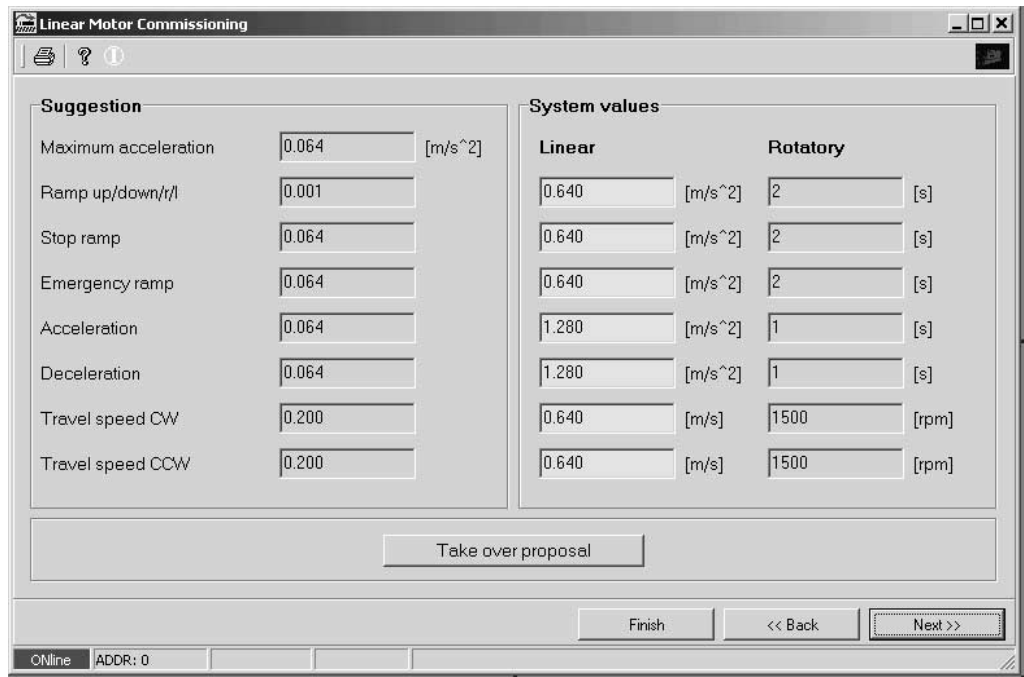 Linear Motor Commissioning
Suggestion
Maximum acceleration 0.064 [m/s^2]
Ramp up/down/r/l 0.001
Stop ramp 0.064
Emergency ramp 0.064
Acceleration 0.064
Deceleration 0.064
Travel speed CW 0.200
Travel speed CCW 0.200
System values
Linear Rotatory
0.640 [m/s^2] 2 [s]
0.640 [m/s^2] 2 [s]
0.640 [m/s^2] 2 [s]
1.280 [m/s^2] 1 [s]
1.280 [m/s^2] 1 [s]
0.640 [m/s] 1500 [rpm]
0.640 [m/s] 1500 [rpm]
Take over proposal
Finish << Back Next >>
ONline ADDR: 0